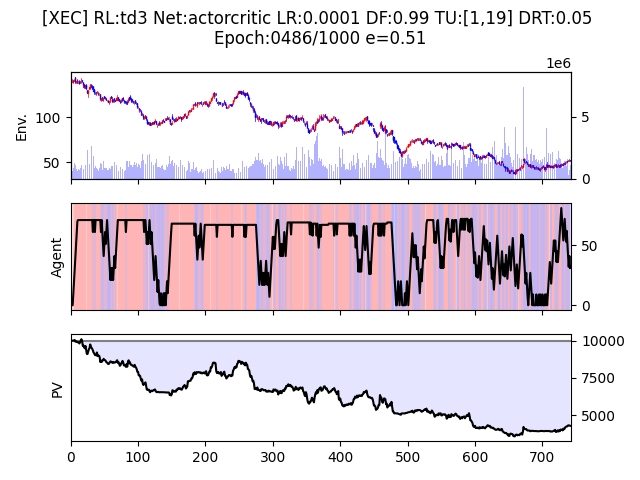 [XEC] RL:td3 Net:actorcritic LR:0.0001 DF:0.99 TU:[1,19] DRT:0.05
Epoch:0486/1000 e=0.51
1e6
Env.
100
50
5
0
Agent
50
0
PV
10000
7500
5000
0 100 200 300 400 500 600 700